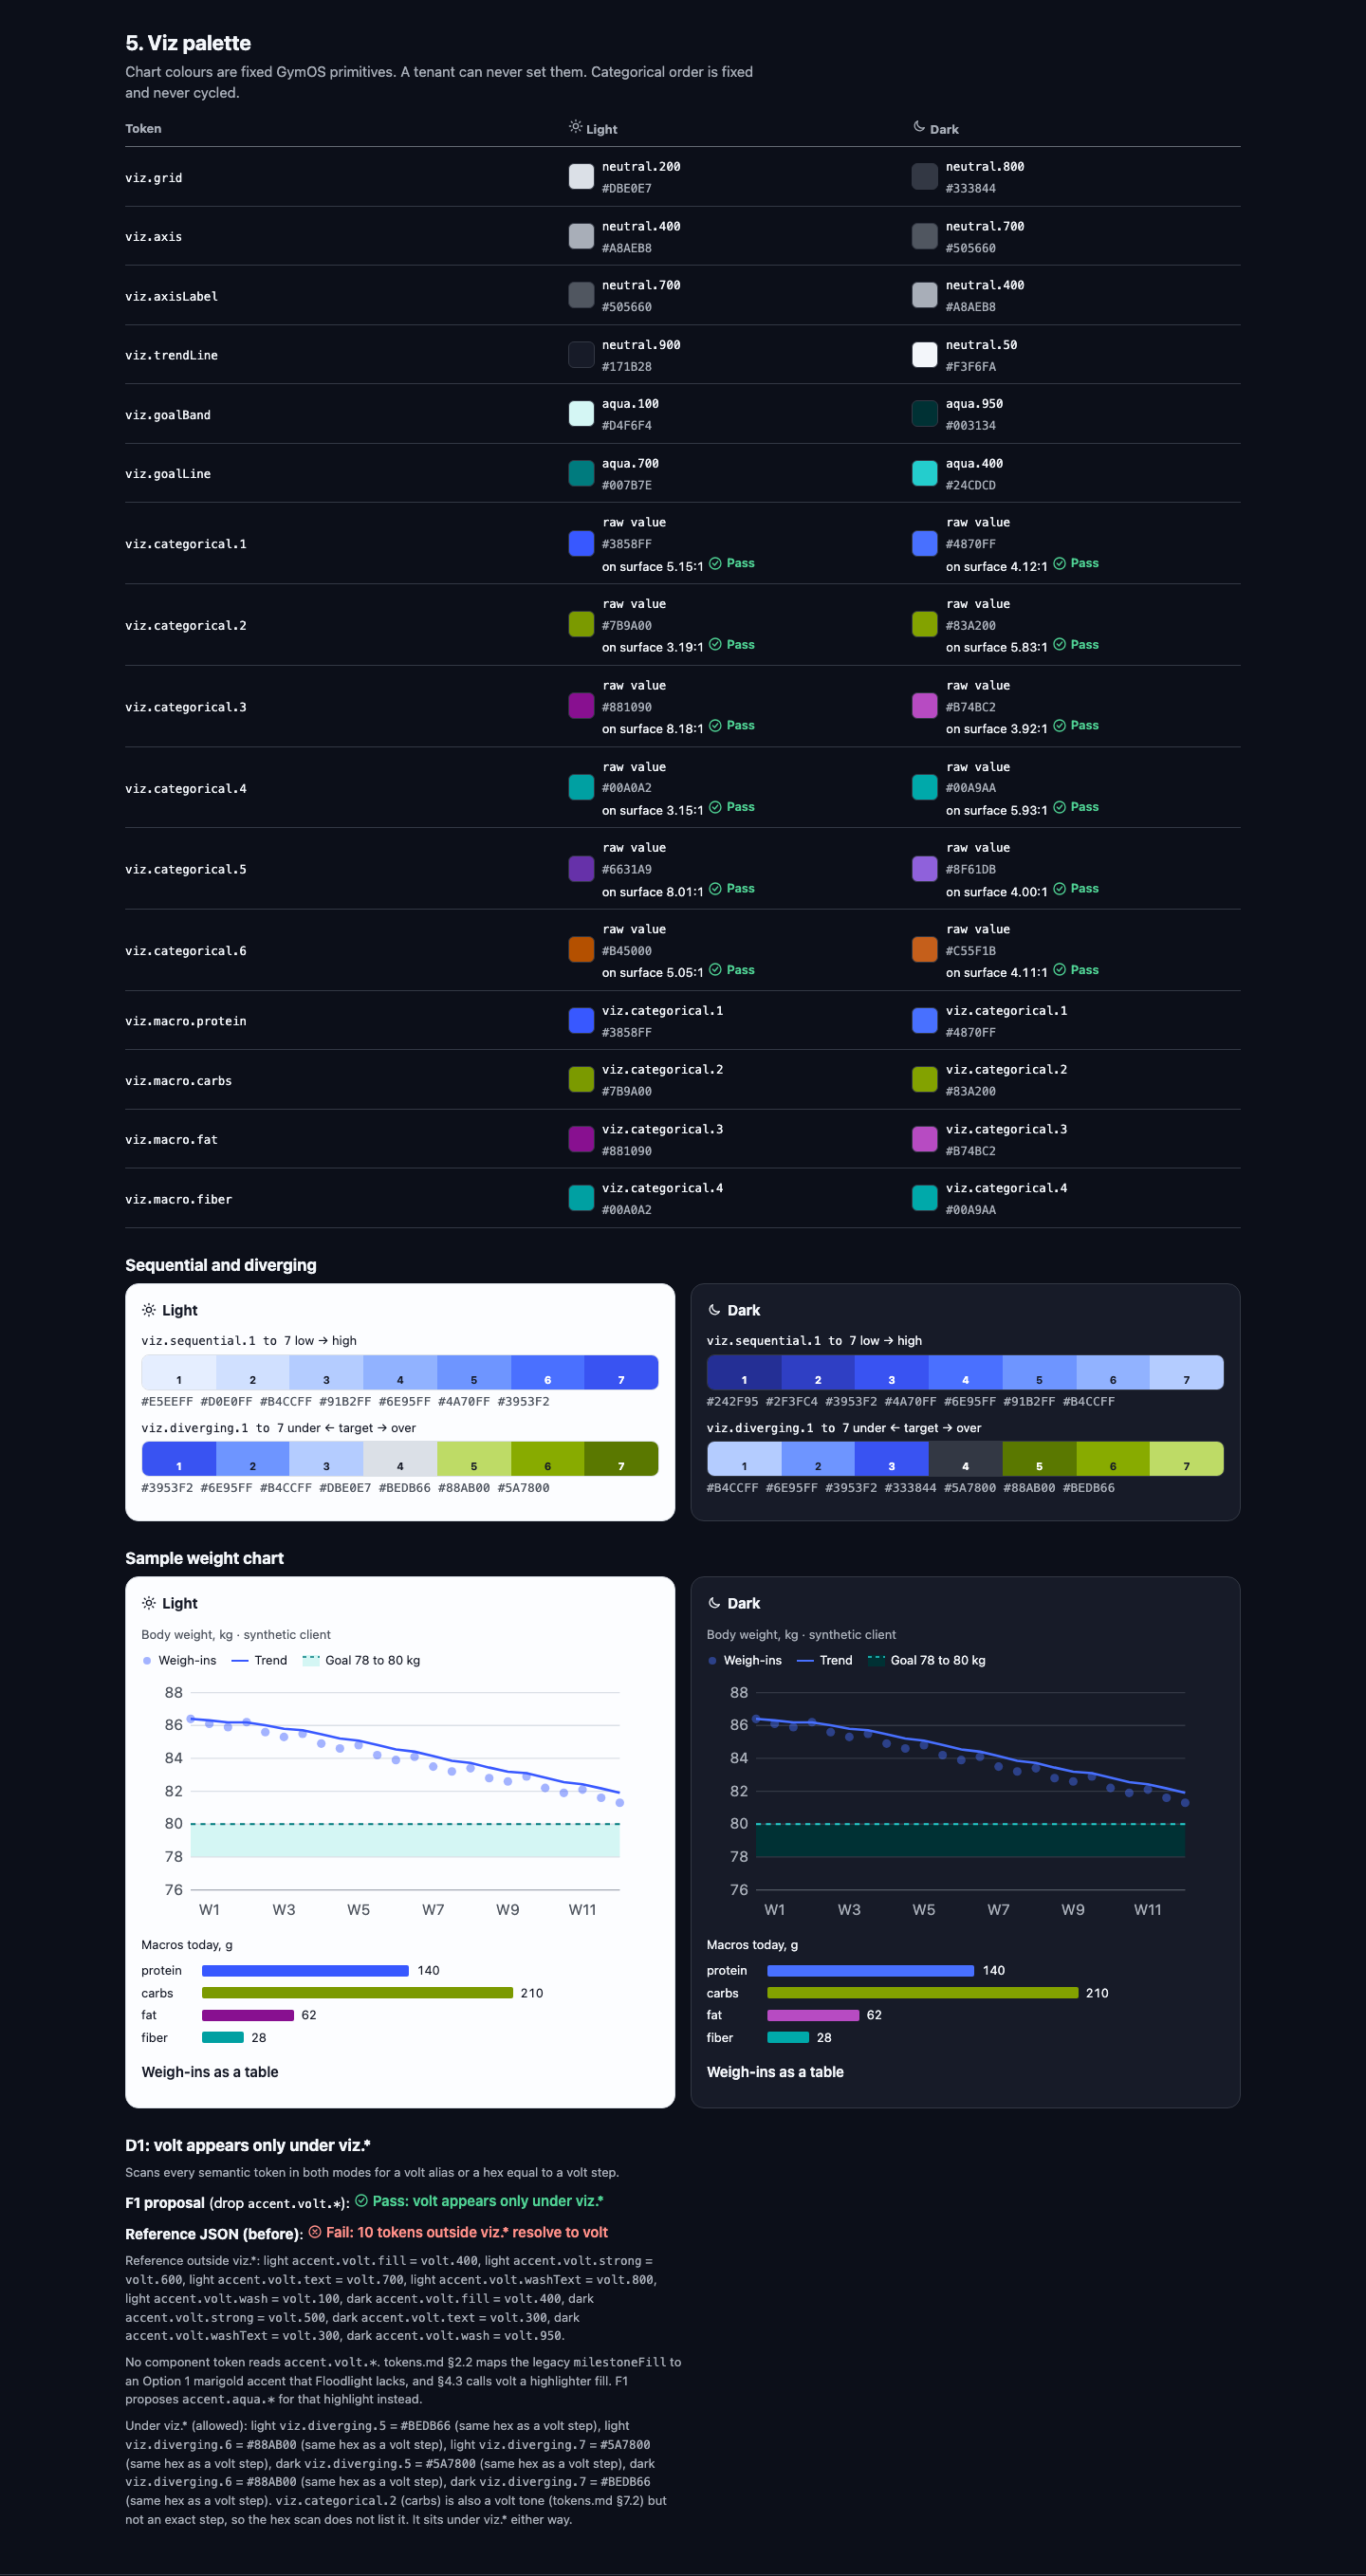 5. Viz palette
Chart colours are fixed GymOS primitives. A tenant can never set them. Categorical order is fixed
and never cycled.
Token Light Dark
viz.grid neutral.200 #DBE0E7 neutral.800 #333844
viz.axis neutral.400 #A8AEB8 neutral.700 #505660
viz.axisLabel neutral.700 #505660 neutral.400 #A8AEB8
viz.trendLine neutral.900 #171B28 neutral.50 #F3F6FA
viz.goalBand aqua.100 #D4F6F4 aqua.950 #003134
viz.goalLine aqua.700 #007B7E aqua.400 #24CDCD
viz.categorical.1 raw value #3858FF on surface 5.15:1 Pass raw value #4870FF on surface 4.12:1 Pass
viz.categorical.2 raw value #7B9A00 on surface 3.19:1 Pass raw value #83A200 on surface 5.83:1 Pass
viz.categorical.3 raw value #881090 on surface 8.18:1 Pass raw value #B74BC2 on surface 3.92:1 Pass
viz.categorical.4 raw value #00A0A2 on surface 3.15:1 Pass raw value #00A9AA on surface 5.93:1 Pass
viz.categorical.5 raw value #6631A9 on surface 8.01:1 Pass raw value #8F61DB on surface 4.00:1 Pass
viz.categorical.6 raw value #B45000 on surface 5.05:1 Pass raw value #C55F1B on surface 4.11:1 Pass
viz.macro.protein viz.categorical.1 #3858FF viz.categorical.1 #4870FF
viz.macro.carbs viz.categorical.2 #7B9A00 viz.categorical.2 #83A200
viz.macro.fat viz.categorical.3 #881090 viz.categorical.3 #B74BC2
viz.macro.fiber viz.categorical.4 #00A0A2 viz.categorical.4 #00A9AA
Sequential and diverging
Light
viz.sequential.1 to 7 low → high
1 2 3 4 5 6 7
#E5EEFF #D0E0FF #B4CCFF #91B2FF #6E95FF #4A70FF #3953F2
viz.diverging.1 to 7 under ← target → over
1 2 3 4 5 6 7
#3953F2 #6E95FF #B4CCFF #DBE0E7 #BEDB66 #88AB00 #5A7800
Dark
viz.sequential.1 to 7 low → high
1 2 3 4 5 6 7
#242F95 #2F3FC4 #3953F2 #4A70FF #6E95FF #91B2FF #B4CCFF
viz.diverging.1 to 7 under ← target → over
1 2 3 4 5 6 7
#B4CCFF #6E95FF #3953F2 #333844 #5A7800 #88AB00 #BEDB66
Sample weight chart
Light
Body weight, kg · synthetic client
Weigh-ins Trend Goal 78 to 80 kg
88
86
84
82
80
78
76
W1 W3 W5 W7 W9 W11
Macros today, g
protein 140
carbs 210
fat 62
fiber 28
Weigh-ins as a table
Dark
Body weight, kg · synthetic client
Weigh-ins Trend Goal 78 to 80 kg
88
86
84
82
80
78
76
W1 W3 W5 W7 W9 W11
Macros today, g
protein 140
carbs 210
fat 62
fiber 28
Weigh-ins as a table
D1: volt appears only under viz.*
Scans every semantic token in both modes for a volt alias or a hex equal to a volt step.
F1 proposal (drop accent.volt.*): Pass: volt appears only under viz.*
Reference JSON (before): Fail: 10 tokens outside viz.* resolve to volt
Reference outside viz.*: light accent.volt.fill = volt.400, light accent.volt.strong =
volt.600, light accent.volt.text = volt.700, light accent.volt.washText = volt.800,
light accent.volt.wash = volt.100, dark accent.volt.fill = volt.400, dark
accent.volt.strong = volt.500, dark accent.volt.text = volt.300, dark
accent.volt.washText = volt.300, dark accent.volt.wash = volt.950.
No component token reads accent.volt.*. tokens.md §2.2 maps the legacy milestoneFill to
an Option 1 marigold accent that Floodlight lacks, and §4.3 calls volt a highlighter fill. F1
proposes accent.aqua.* for that highlight instead.
Under viz.* (allowed): light viz.diverging.5 = #BEDB66 (same hex as a volt step), light
viz.diverging.6 = #88AB00 (same hex as a volt step), light viz.diverging.7 = #5A7800
(same hex as a volt step), dark viz.diverging.5 = #5A7800 (same hex as a volt step), dark
viz.diverging.6 = #88AB00 (same hex as a volt step), dark viz.diverging.7 = #BEDB66
(same hex as a volt step). viz.categorical.2 (carbs) is also a volt tone (tokens.md §7.2) but
not an exact step, so the hex scan does not list it. It sits under viz.* either way.